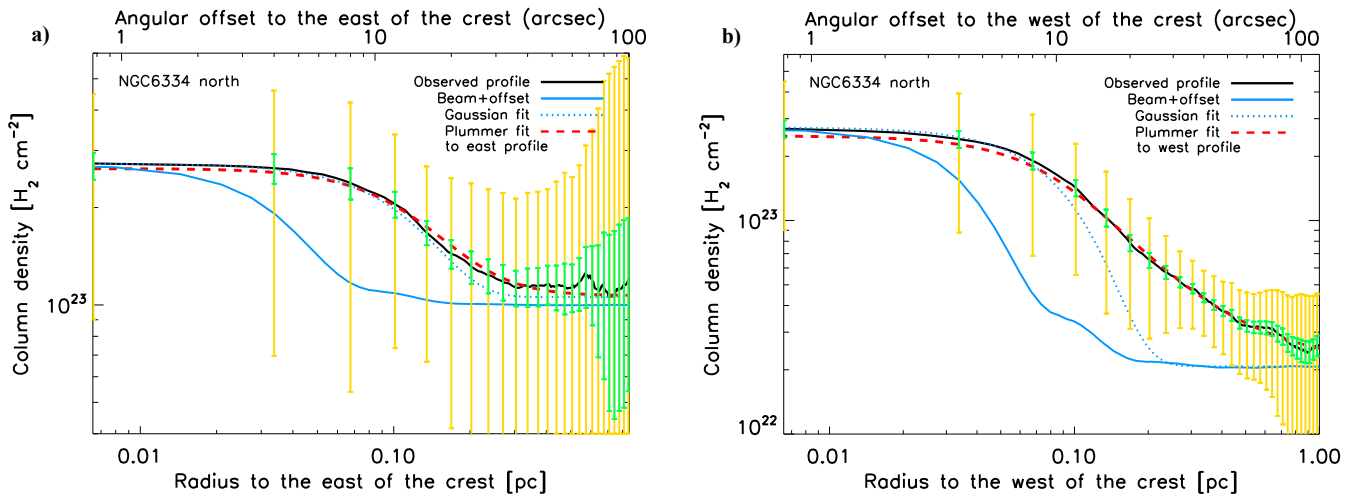 a)
Angular offset to the east of the crest (arcsec)
1 10 100
NGC6334 north
Observed profile
Beam+offset
Gaussian fit
Plummer fit
to east profile
Column density [H2 cm−2]
10^23
0.01 0.10
Radius to the east of the crest [pc]
b)
Angular offset to the west of the crest (arcsec)
1 10 100
NGC6334 north
Observed profile
Beam+offset
Gaussian fit
Plummer fit
to west profile
Column density [H2 cm−2]
10^23
10^22
0.01 0.10 1.00
Radius to the west of the crest [pc]